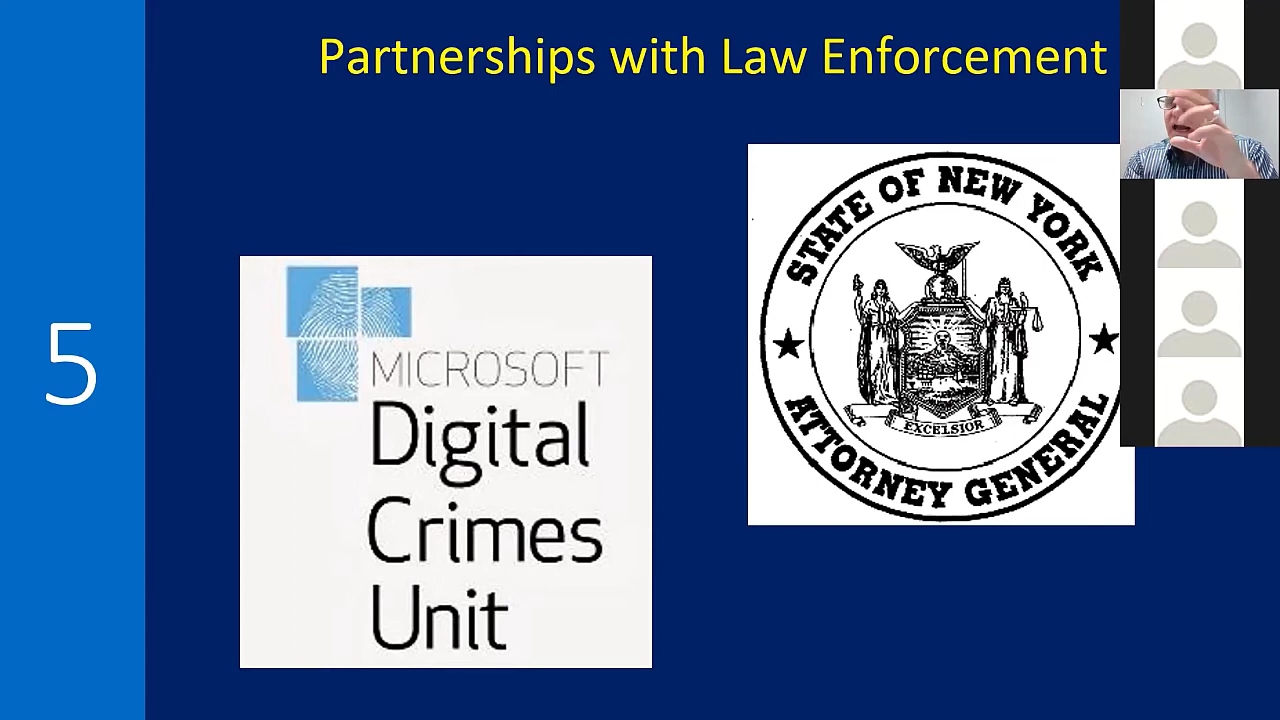 Partnerships with Law Enforcement
5
MICROSOFT
Digital
Crimes
Unit
STATE OF NEW YORK
EXCELSIOR
ATTORNEY GENERAL